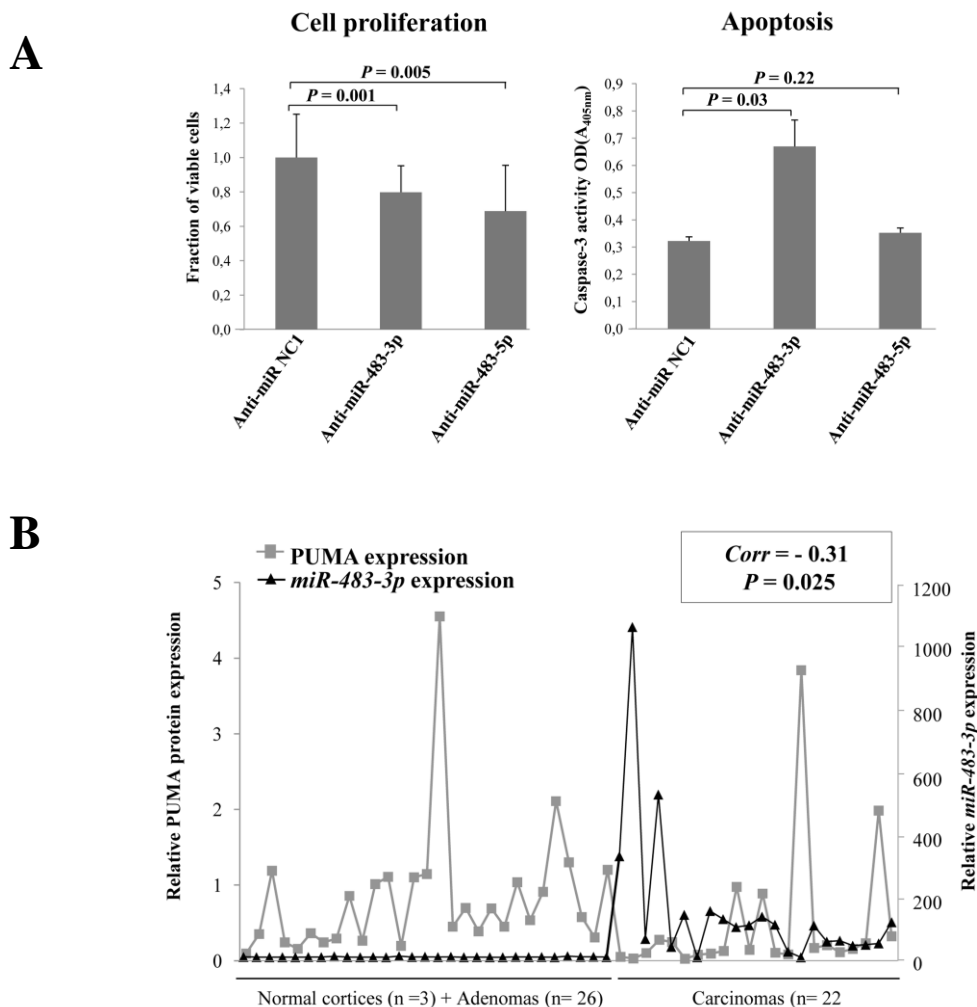 A
Cell proliferation
P = 0.005
P = 0.001
1,4
1,2
1,0
0,8
0,6
0,4
0,2
0,0
Fraction of viable cells
Anti-miR NC1
Anti-miR-483-3p
Anti-miR-483-5p
Apoptosis
P = 0.22
P = 0.03
0,9
0,8
0,7
0,6
0,5
0,4
0,3
0,2
0,1
0,0
Caspase-3 activity OD(A405nm)
Anti-miR NC1
Anti-miR-483-3p
Anti-miR-483-5p
B
PUMA expression
miR-483-3p expression
Corr = - 0.31
P = 0.025
5
4
3
2
1
0
Relative PUMA protein expression
1200
1000
800
600
400
200
0
Relative miR-483-3p expression
Normal cortices (n =3) + Adenomas (n= 26)
Carcinomas (n= 22